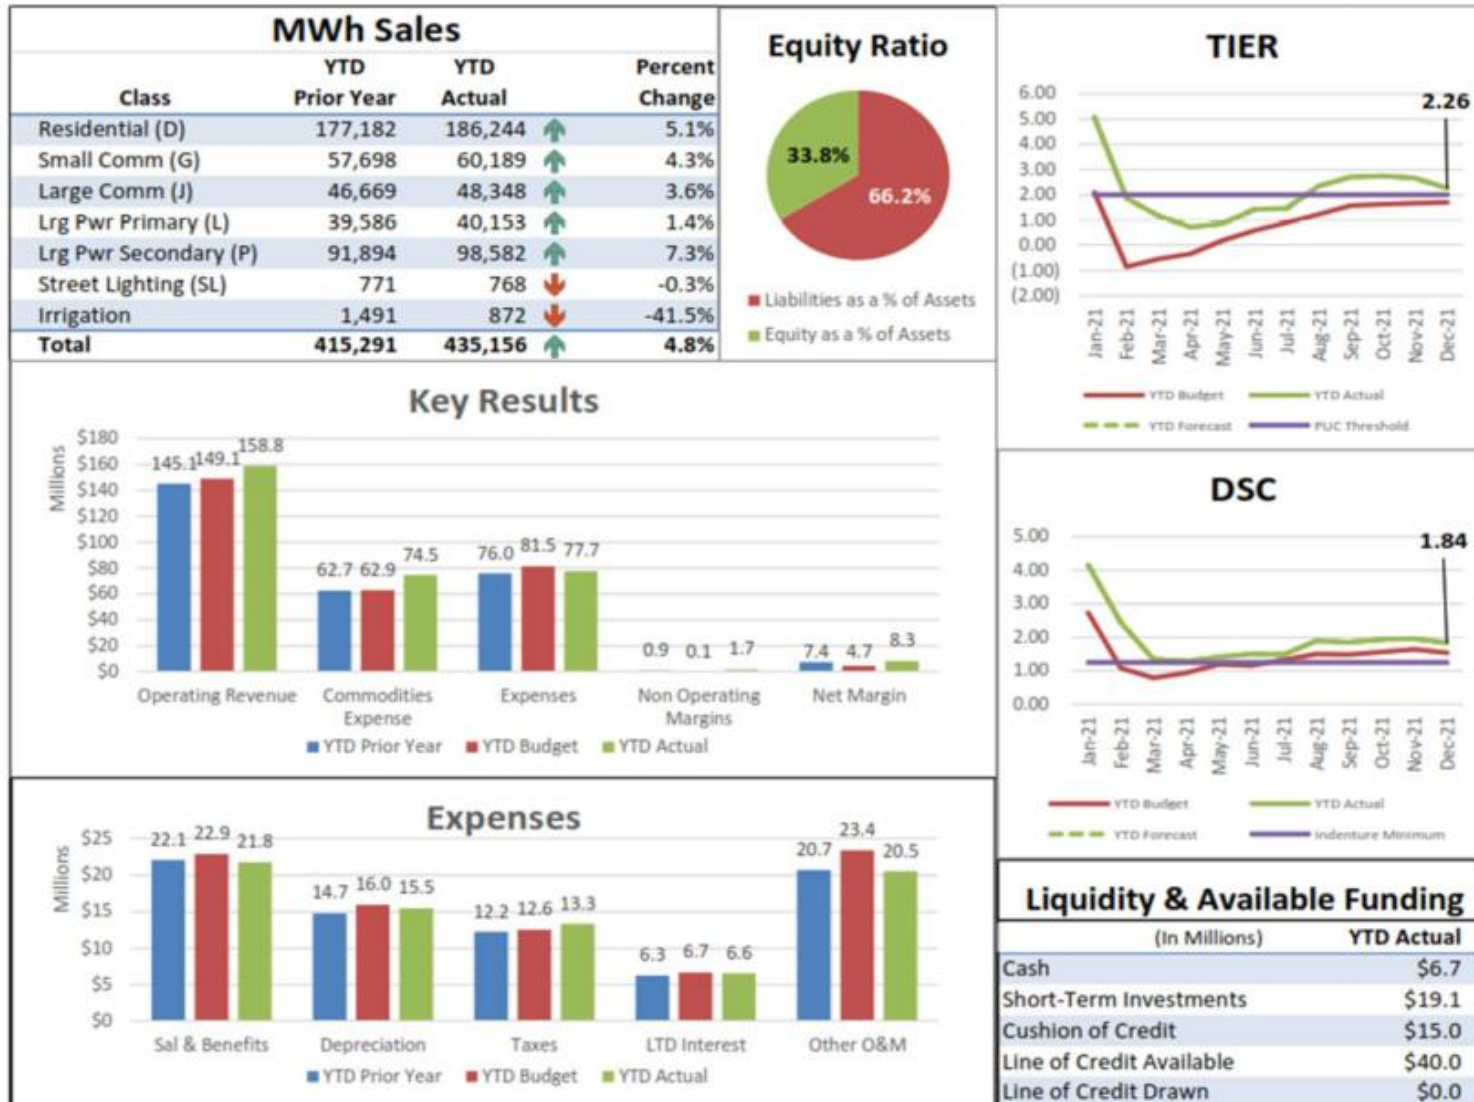 MWh Sales
YTD YTD Percent
Class Prior Year Actual Change
Residential (D) 177,182 186,244 5.1%
Small Comm (G) 57,698 60,189 4.3%
Large Comm (J) 46,669 48,348 3.6%
Lrg Pwr Primary (L) 39,586 40,153 1.4%
Lrg Pwr Secondary (P) 91,894 98,582 7.3%
Street Lighting (SL) 771 768 -0.3%
Irrigation 1,491 872 -41.5%
Total 415,291 435,156 4.8%
Equity Ratio
33.8%
66.2%
Liabilities as a % of Assets
Equity as a % of Assets
TIER
2.26
6.00
5.00
4.00
3.00
2.00
1.00
0.00
(1.00)
(2.00)
Jan-21 Feb-21 Mar-21 Apr-21 May-21 Jun-21 Jul-21 Aug-21 Sep-21 Oct-21 Nov-21 Dec-21
YTD Budget YTD Actual
YTD Forecast PUC Threshold
Key Results
Millions
$180
$160
$140
$120
$100
$80
$60
$40
$20
$0
145.1 149.1 158.8
62.7 62.9 74.5
76.0 81.5 77.7
0.9 0.1 1.7
7.4 4.7 8.3
Operating Revenue Commodities Expenses Non Operating Net Margin
Expense Margins
YTD Prior Year YTD Budget YTD Actual
DSC
1.84
5.00
4.00
3.00
2.00
1.00
0.00
Jan-21 Feb-21 Mar-21 Apr-21 May-21 Jun-21 Jul-21 Aug-21 Sep-21 Oct-21 Nov-21 Dec-21
YTD Budget YTD Actual
YTD Forecast Indenture Minimum
Expenses
Millions
$25
$20
$15
$10
$5
$0
22.1 22.9 21.8
14.7 16.0 15.5
12.2 12.6 13.3
6.3 6.7 6.6
20.7 23.4 20.5
Sal & Benefits Depreciation Taxes LTD Interest Other O&M
YTD Prior Year YTD Budget YTD Actual
Liquidity & Available Funding
(In Millions) YTD Actual
Cash $6.7
Short-Term Investments $19.1
Cushion of Credit $15.0
Line of Credit Available $40.0
Line of Credit Drawn $0.0